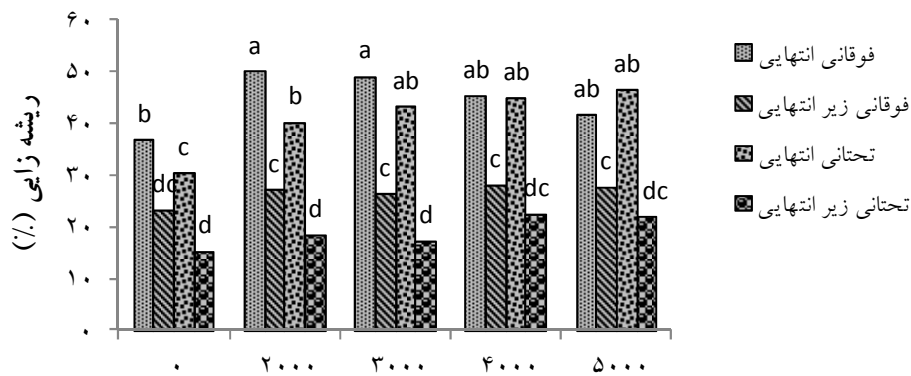 ۶۰
۵۰
۴۰
۳۰
۲۰
۱۰
۰
ریشه زایی (٪)
b dc c d
a c b d
a c ab d
ab c ab dc
ab c ab dc
۰ ۲۰۰۰ ۳۰۰۰ ۴۰۰۰ ۵۰۰۰
فوقانی انتهایی
فوقانی زیر انتهایی
تحتانی انتهایی
تحتانی زیر انتهایی